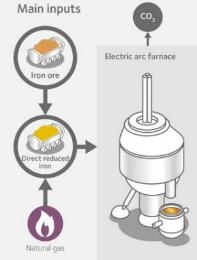 Main inputs
CO₂
Electric arc furnace
Iron ore
Direct reduced
iron
Natural gas